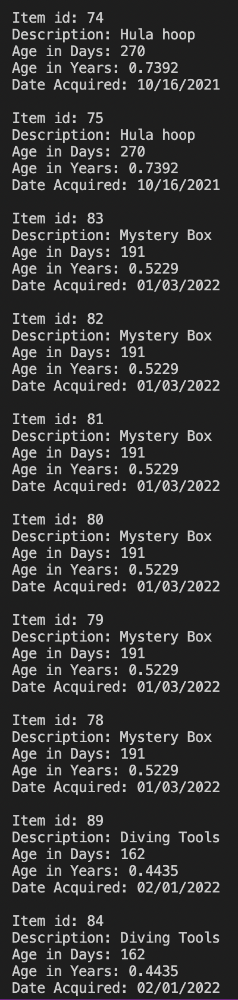 Item id: 74
Description: Hula hoop
Age in Days: 270
Age in Years: 0.7392
Date Acquired: 10/16/2021

Item id: 75
Description: Hula hoop
Age in Days: 270
Age in Years: 0.7392
Date Acquired: 10/16/2021

Item id: 83
Description: Mystery Box
Age in Days: 191
Age in Years: 0.5229
Date Acquired: 01/03/2022

Item id: 82
Description: Mystery Box
Age in Days: 191
Age in Years: 0.5229
Date Acquired: 01/03/2022

Item id: 81
Description: Mystery Box
Age in Days: 191
Age in Years: 0.5229
Date Acquired: 01/03/2022

Item id: 80
Description: Mystery Box
Age in Days: 191
Age in Years: 0.5229
Date Acquired: 01/03/2022

Item id: 79
Description: Mystery Box
Age in Days: 191
Age in Years: 0.5229
Date Acquired: 01/03/2022

Item id: 78
Description: Mystery Box
Age in Days: 191
Age in Years: 0.5229
Date Acquired: 01/03/2022

Item id: 89
Description: Diving Tools
Age in Days: 162
Age in Years: 0.4435
Date Acquired: 02/01/2022

Item id: 84
Description: Diving Tools
Age in Days: 162
Age in Years: 0.4435
Date Acquired: 02/01/2022